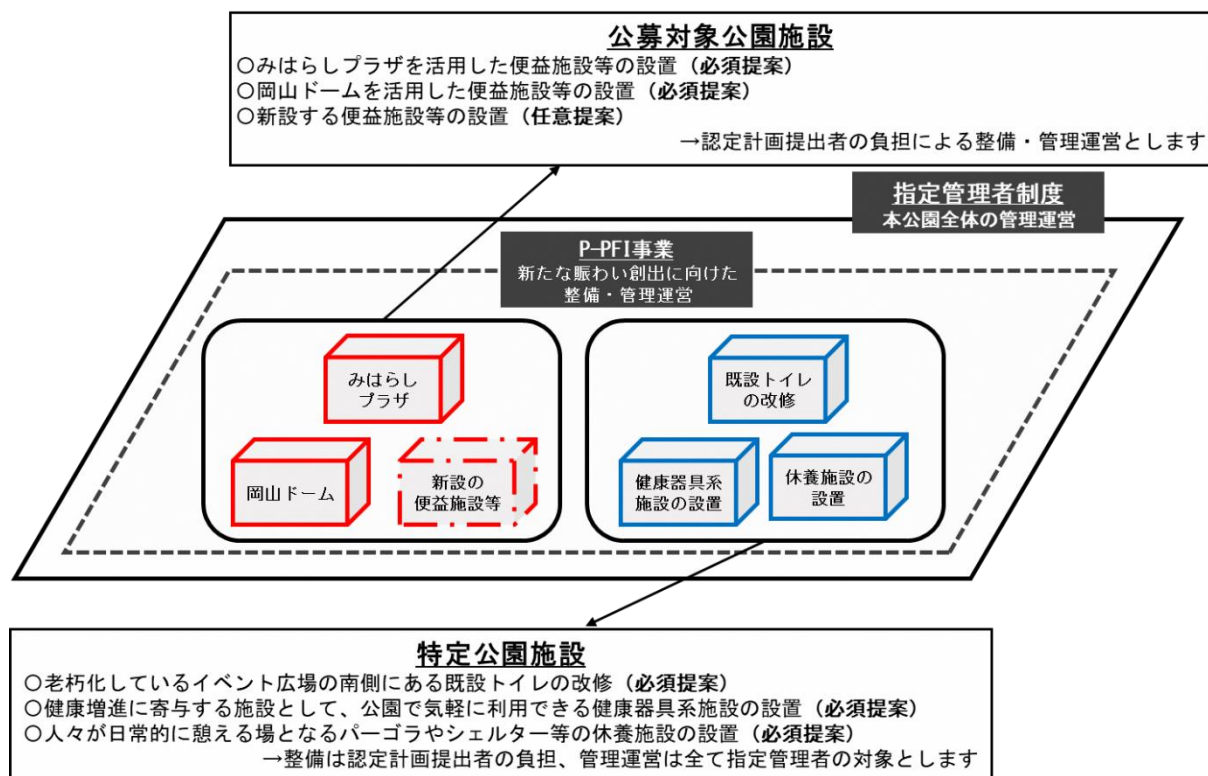 公募対象公園施設
○みはらしプラザを活用した便益施設等の設置(必須提案)
○岡山ドームを活用した便益施設等の設置(必須提案)
○新設する便益施設等の設置(任意提案)
→認定計画提出者の負担による整備・管理運営とします
指定管理者制度
本公園全体の管理運営
P-PFI事業
新たな賑わい創出に向けた
整備・管理運営
みはらし
プラザ
岡山ドーム
新設の
便益施設等
既設トイレ
の改修
健康器具系
施設の設置
休養施設の
設置
特定公園施設
○老朽化しているイベント広場の南側にある既設トイレの改修(必須提案)
○健康増進に寄与する施設として、公園で気軽に利用できる健康器具系施設の設置(必須提案)
○人々が日常的に憩える場となるパーゴラやシェルター等の休養施設の設置(必須提案)
→整備は認定計画提出者の負担、管理運営は全て指定管理者の対象とします